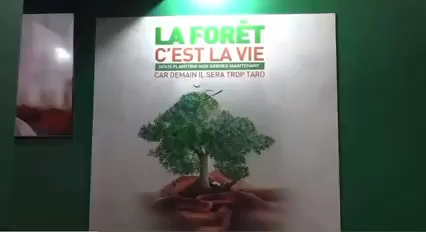 LA FORÊT
C'EST LA VIE
NOUS PLANTONS NOS ARBRES MAINTENANT
CAR DEMAIN IL SERA TROP TARD